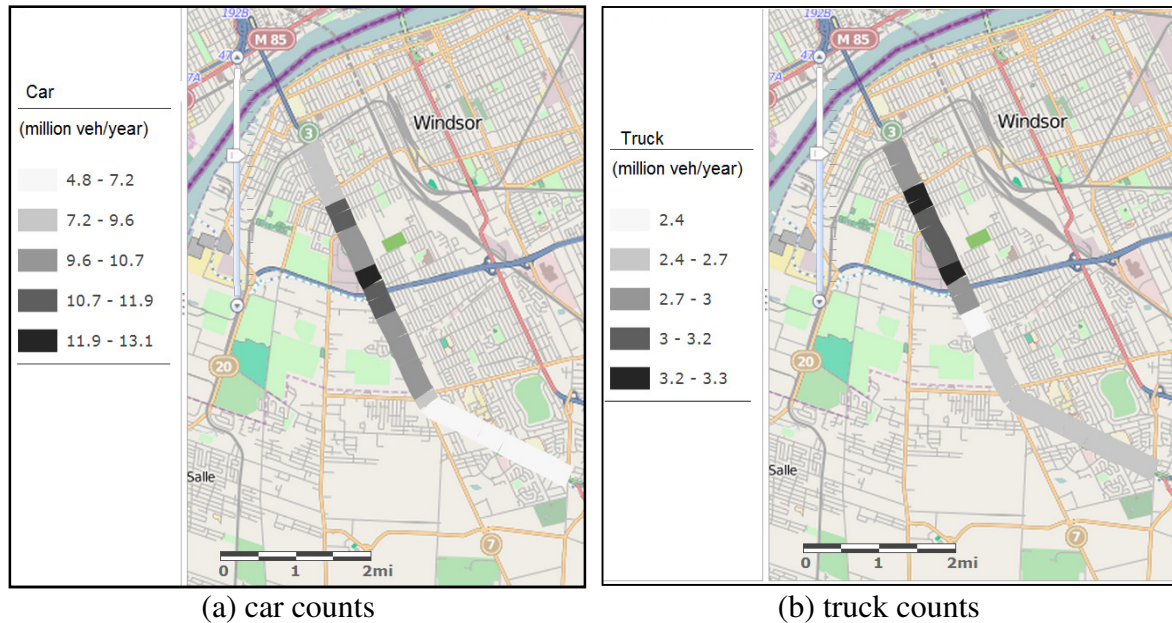 192B
M 85
47
7A
Car
(million veh/year)
4.8 - 7.2
7.2 - 9.6
9.6 - 10.7
10.7 - 11.9
11.9 - 13.1
3
Windsor
20
Salle
7
0 1 2mi
(a) car counts
192B
M 85
47
7A
Truck
(million veh/year)
2.4
2.4 - 2.7
2.7 - 3
3 - 3.2
3.2 - 3.3
3
Windsor
20
Salle
7
0 1 2mi
(b) truck counts